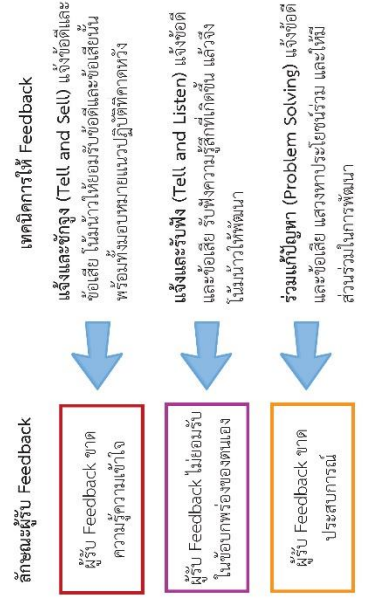 ลักษณะผู้รับ Feedback
เทคนิคการให้ Feedback
ผู้รับ Feedback ขาด
ความรู้ความเข้าใจ
แจ้งและชักจูง (Tell and Sell) แจ้งข้อดีและ
ข้อเสีย โน้มน้าวให้ยอมรับข้อดีและข้อเสียนั้น
พร้อมทั้งมอบหมายแนวปฏิบัติที่คาดหวัง
ผู้รับ Feedback ไม่ยอมรับ
ในข้อบกพร่องของตนเอง
แจ้งและรับฟัง (Tell and Listen) แจ้งข้อดี
และข้อเสีย รับฟังความรู้สึกที่เกิดขึ้น แล้วจึง
โน้มน้าวให้พัฒนา
ผู้รับ Feedback ขาด
ประสบการณ์
ร่วมแก้ปัญหา (Problem Solving) แจ้งข้อดี
และข้อเสีย แสวงหาประโยชน์ร่วม และให้มี
ส่วนร่วมในการพัฒนา